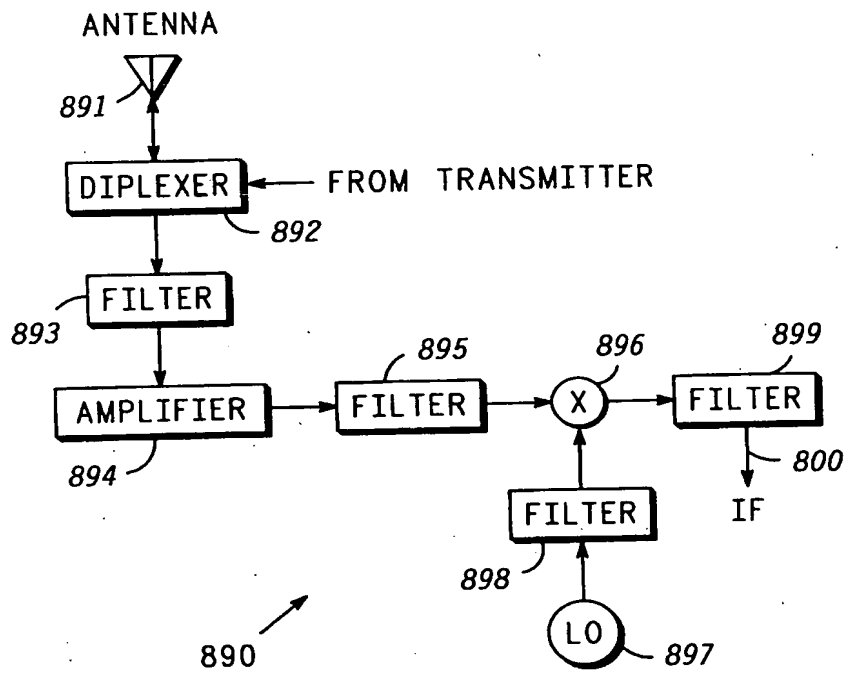 ANTENNA
891
DIPLEXER
FROM TRANSMITTER
892
FILTER
893
895
896
899
AMPLIFIER
FILTER
X
FILTER
894
800
FILTER
IF
898
LO
897
890